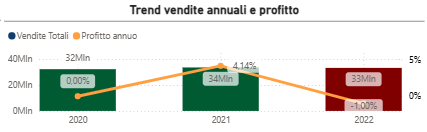 Trend vendite annuali e profitto
Vendite Totali Profitto annuo
40Mln 32Mln 4,14% 5%
0,00% 34Mln 33Mln
20Mln
-1,00% 0%
0Mln
2020 2021 2022